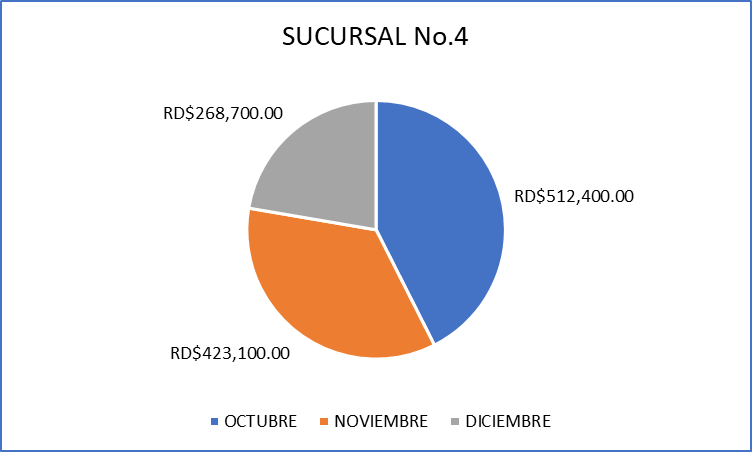 SUCURSAL No.4
RD$268,700.00
RD$512,400.00
RD$423,100.00
OCTUBRE NOVIEMBRE DICIEMBRE